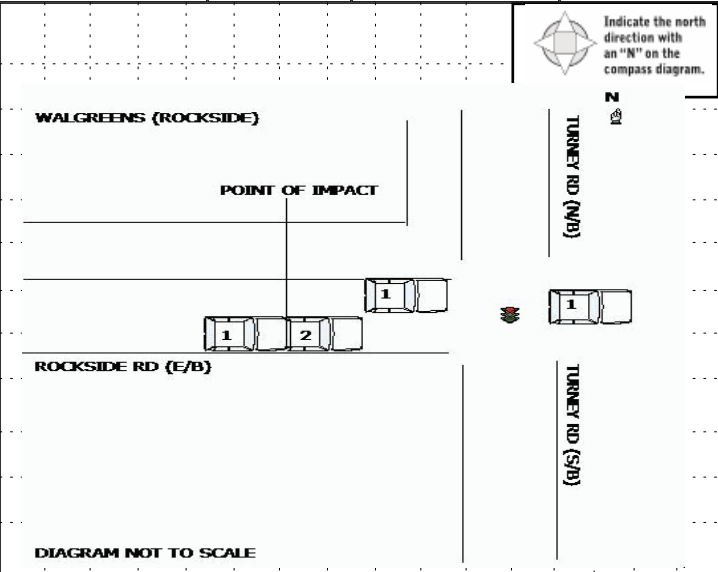 Indicate the north
direction with
an “N” on the
compass diagram.
N
WALGREENS (ROCKSIDE)
TURNEY RD (N/B)
POINT OF IMPACT
1
1
1
2
ROCKSIDE RD (E/B)
TURNEY RD (S/B)
DIAGRAM NOT TO SCALE